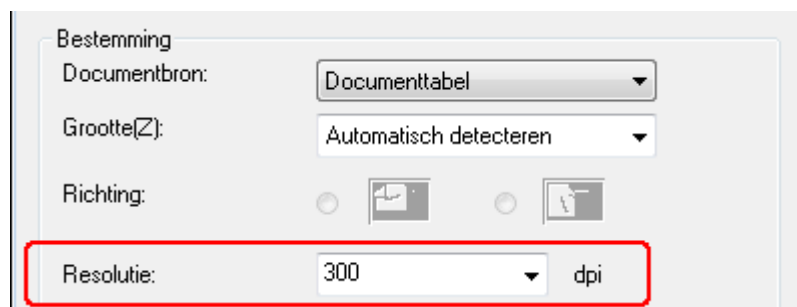 Bestemming
Documentbron: Documenttabel
Grootte(Z): Automatisch detecteren
Richting:
Resolutie: 300 dpi